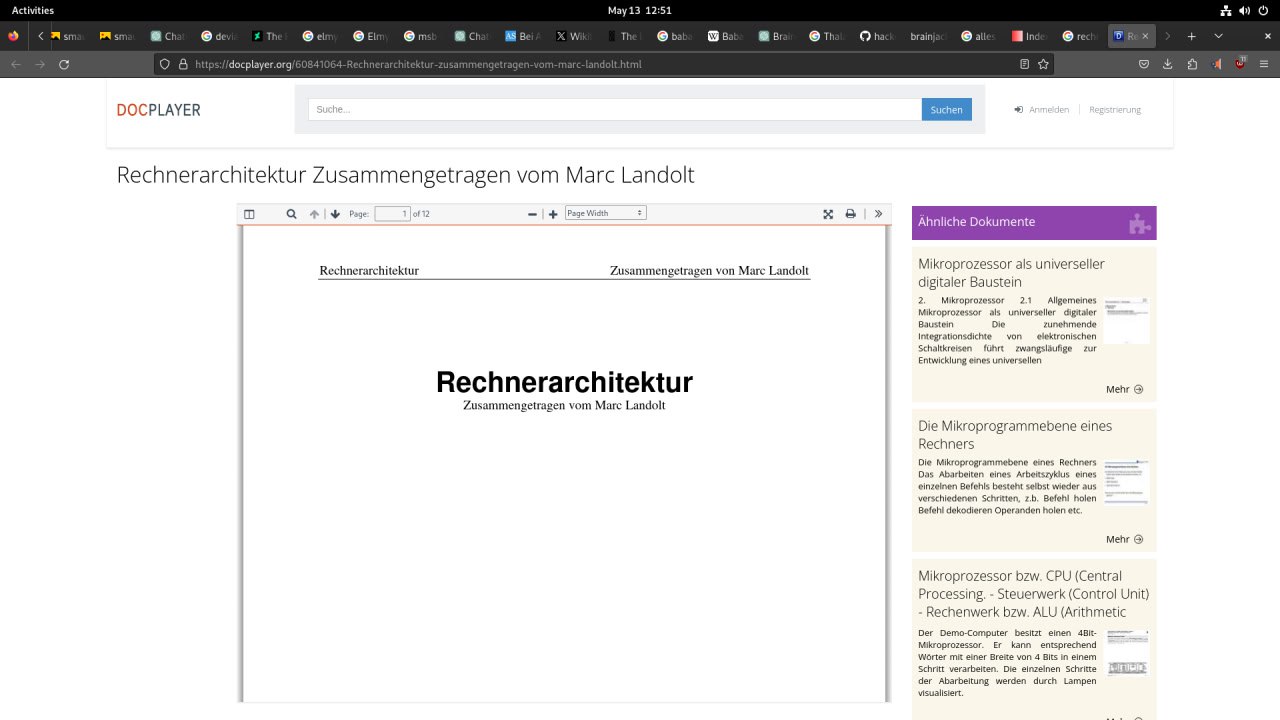 Activities
May 13 12:51
smau
smau
Chat
devia
The I
elmy
Elmy
msb
Chat
Bei A
Wiki
The I
baba
Baba
Brain
Thala
hack
brainjack
alles
Inde
rech
Re
https://docplayer.org/60841064-Rechnerarchitektur-zusammengetragen-vom-marc-landolt.html
DOCPLAYER
Suche...
Suchen
Anmelden
Registrierung
Rechnerarchitektur Zusammengetragen vom Marc Landolt
Page: 1 of 12
Page Width
Rechnerarchitektur Zusammengetragen von Marc Landolt
Rechnerarchitektur
Zusammengetragen vom Marc Landolt
Ähnliche Dokumente
Mikroprozessor als universeller
digitaler Baustein
2. Mikroprozessor 2.1 Allgemeines
Mikroprozessor als universeller digitaler
Baustein Die zunehmende
Integrationsdichte von elektronischen
Schaltkreisen führt zwangsläufige zur
Entwicklung eines universellen
Mehr
Die Mikroprogrammebene eines
Rechners
Die Mikroprogrammebene eines Rechners
Das Abarbeiten eines Arbeitszyklus eines
einzelnen Befehls besteht selbst wieder aus
verschiedenen Schritten, z.b. Befehl holen
Befehl dekodieren Operanden holen etc.
Mehr
Mikroprozessor bzw. CPU (Central
Processing. - Steuerwerk (Control Unit)
- Rechenwerk bzw. ALU (Arithmetic
Der Demo-Computer besitzt einen 4Bit-
Mikroprozessor. Er kann entsprechend
Wörter mit einer Breite von 4 Bits in einem
Schritt verarbeiten. Die einzelnen Schritte
der Abarbeitung werden durch Lampen
visualisiert.